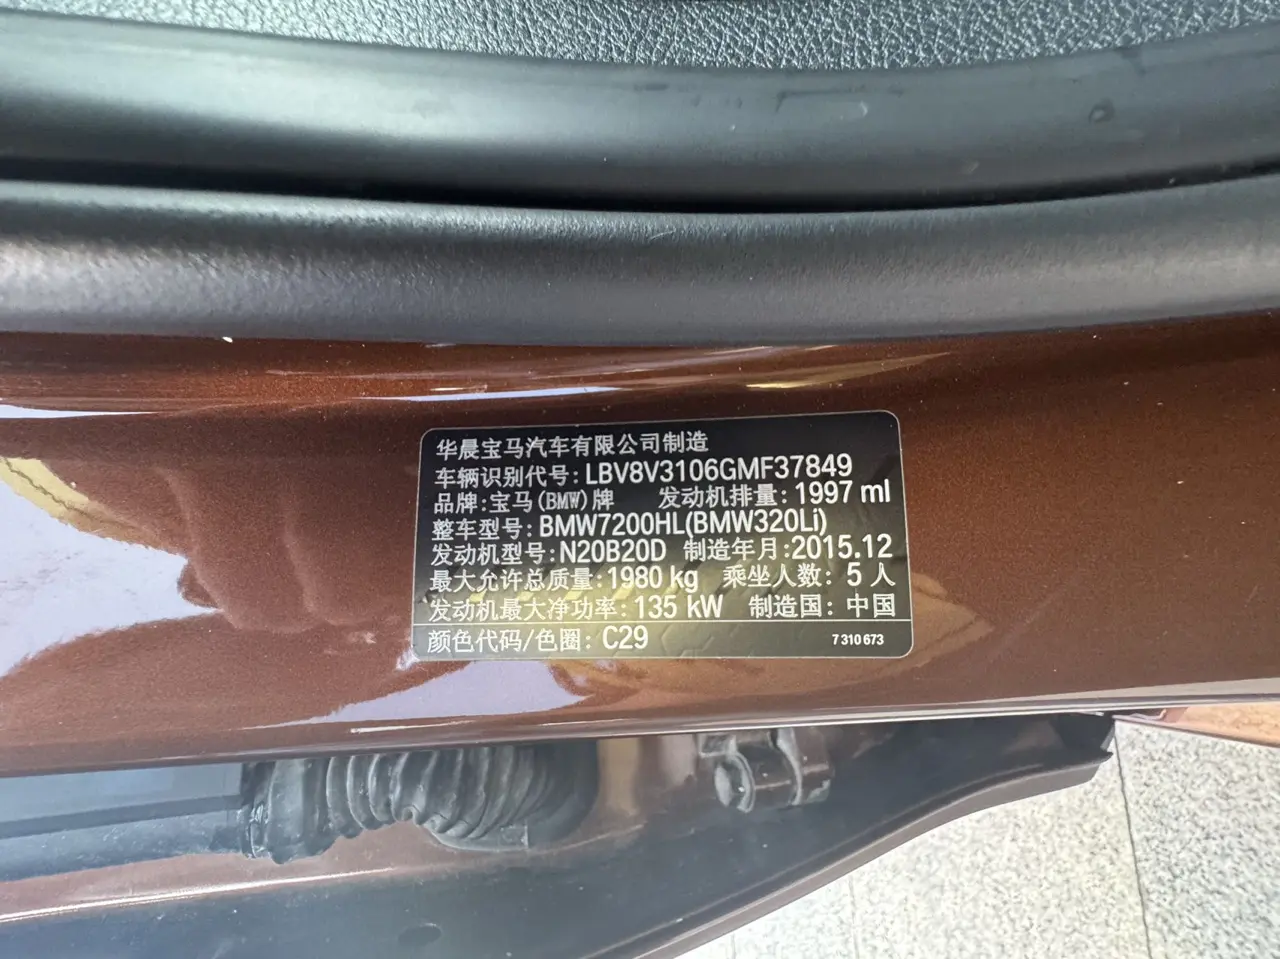 华晨宝马汽车有限公司制造
车辆识别代号: LBV8V3106GMF37849
品牌: 宝马(BMW)牌 发动机排量: 1997 ml
整车型号: BMW7200HL(BMW320Li)
发动机型号: N20B20D 制造年月: 2015.12
最大允许总质量: 1980 kg 乘坐人数: 5 人
发动机最大净功率: 135 kW 制造国: 中国
颜色代码/色圈: C29 7 310 673